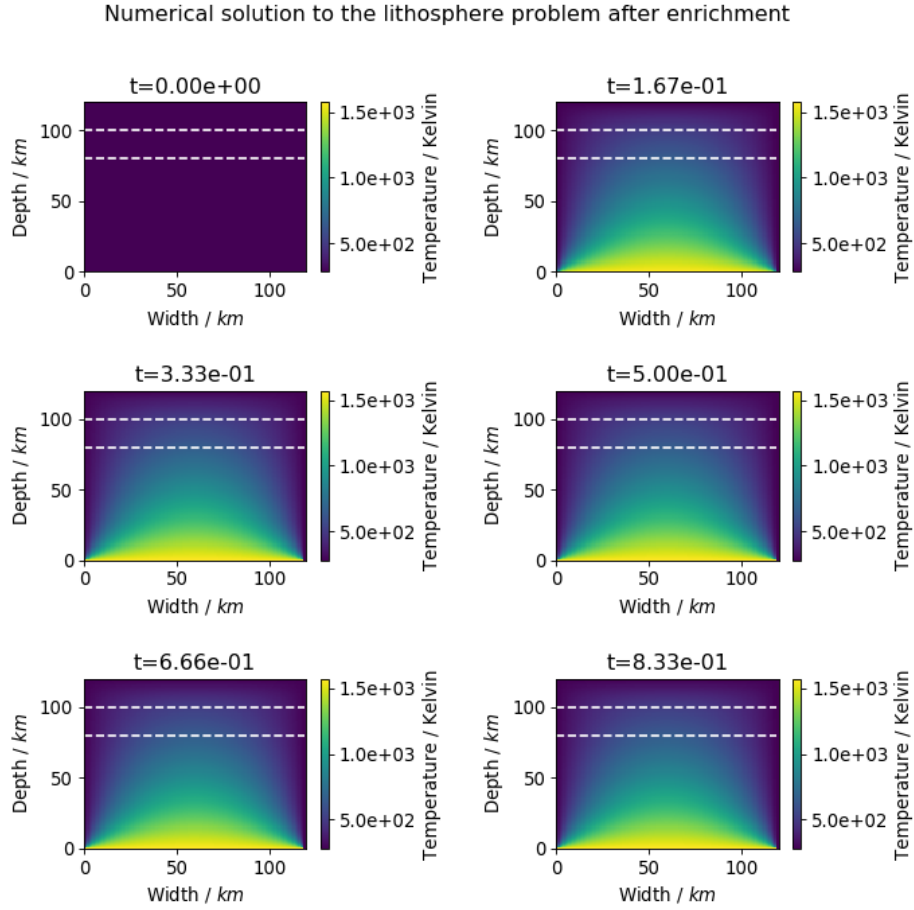 Numerical solution to the lithosphere problem after enrichment
t=0.00e+00
Depth / km
100
50
0
0 50 100
Width / km
1.5e+03
1.0e+03
5.0e+02
Temperature / Kelvin
t=1.67e-01
Depth / km
100
50
0
0 50 100
Width / km
1.5e+03
1.0e+03
5.0e+02
Temperature / Kelvin
t=3.33e-01
Depth / km
100
50
0
0 50 100
Width / km
1.5e+03
1.0e+03
5.0e+02
Temperature / Kelvin
t=5.00e-01
Depth / km
100
50
0
0 50 100
Width / km
1.5e+03
1.0e+03
5.0e+02
Temperature / Kelvin
t=6.66e-01
Depth / km
100
50
0
0 50 100
Width / km
1.5e+03
1.0e+03
5.0e+02
Temperature / Kelvin
t=8.33e-01
Depth / km
100
50
0
0 50 100
Width / km
1.5e+03
1.0e+03
5.0e+02
Temperature / Kelvin